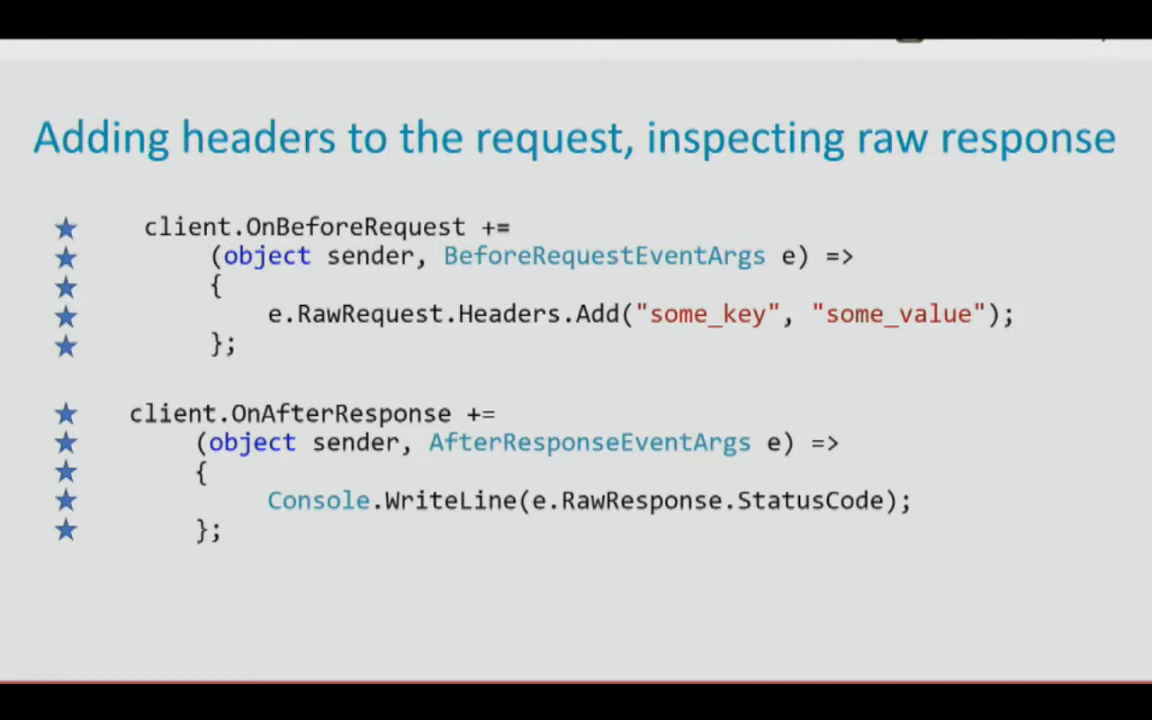 Adding headers to the request, inspecting raw response
client.OnBeforeRequest +=
(object sender, BeforeRequestEventArgs e) =>
{
e.RawRequest.Headers.Add("some_key", "some_value");
};
client.OnAfterResponse +=
(object sender, AfterResponseEventArgs e) =>
{
Console.WriteLine(e.RawResponse.StatusCode);
};